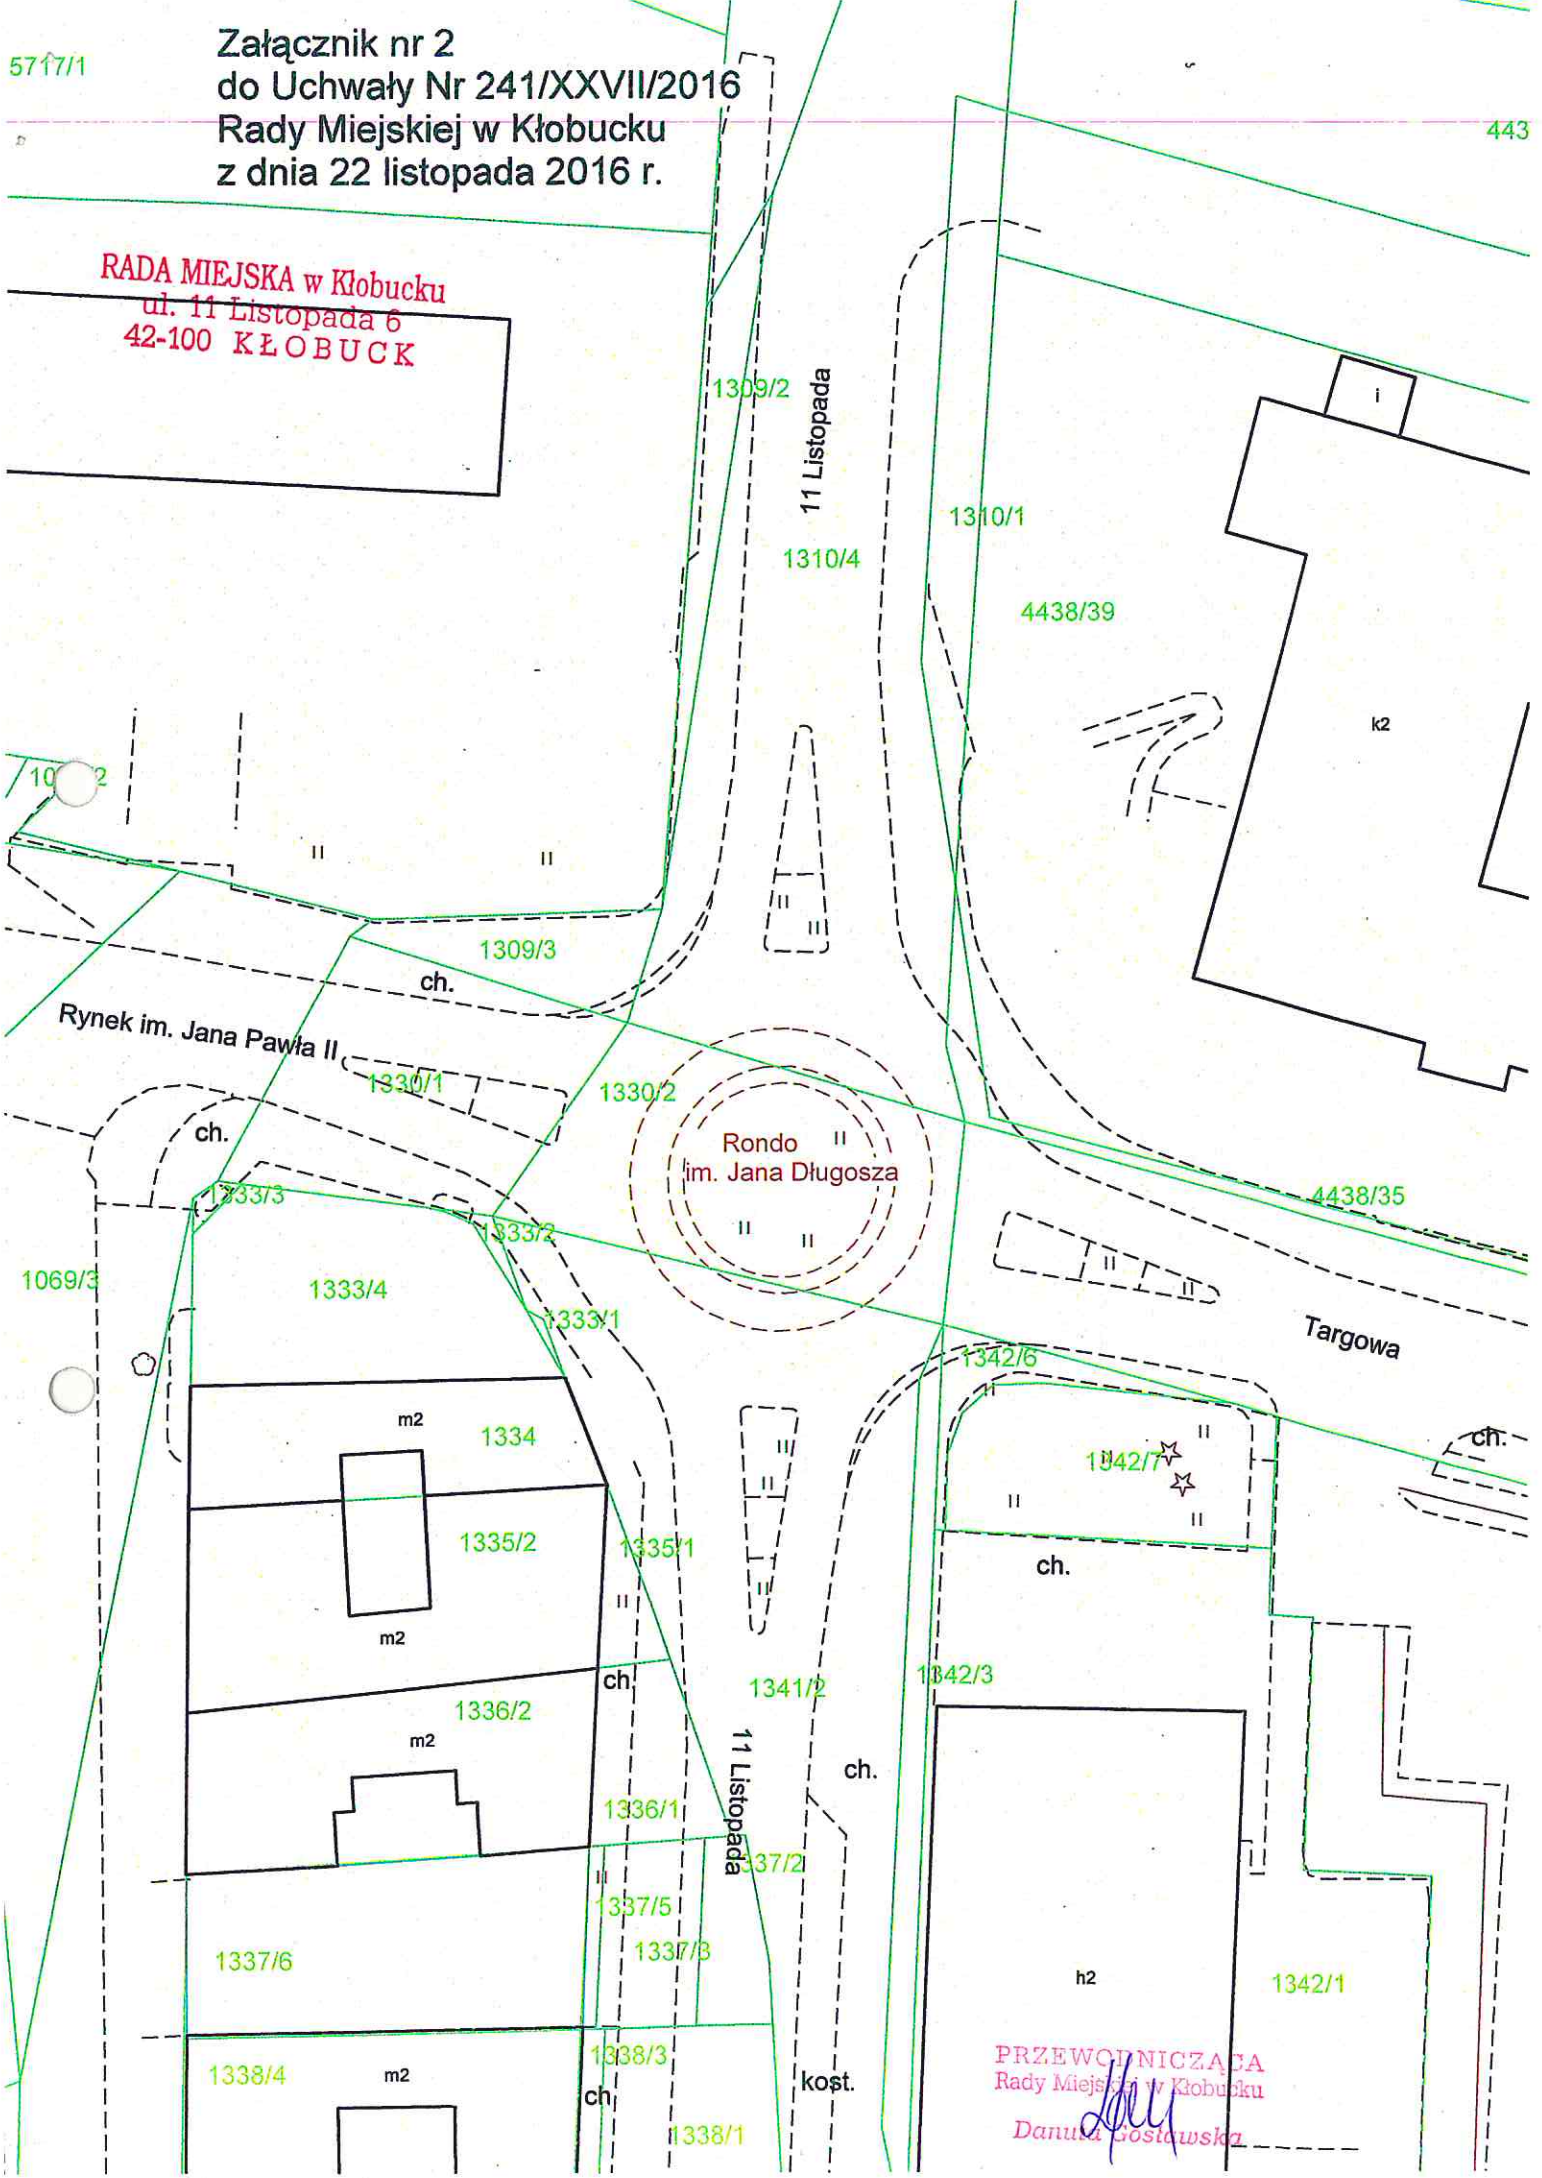 Załącznik nr 2
do Uchwały Nr 241/XXVII/2016
Rady Miejskiej w Kłobucku
z dnia 22 listopada 2016 r.
5717/1
443
RADA MIEJSKA w Kłobucku
ul. 11 Listopada 6
42-100 KŁOBUCK
1309/2
11 Listopada
i
1310/1
1310/4
4438/39
k2
1309/3
ch.
Rynek im. Jana Pawła II
1330/1
1330/2
ch.
Rondo
im. Jana Długosza
1333/3
4438/35
1333/2
1069/3
1333/4
1333/1
Targowa
1342/6
m2
1334
ch.
1342/7
1335/2
1335/1
ch.
m2
ch.
1341/2
1342/3
1336/2
m2
11 Listopada
ch.
1336/1
337/2
1337/5
1337/3
1337/6
h2
1342/1
1338/3
1338/4
m2
ch
kost.
1338/1
PRZEWODNICZĄCA
Rady Miejskiej w Kłobucku
Danuta Gosławska